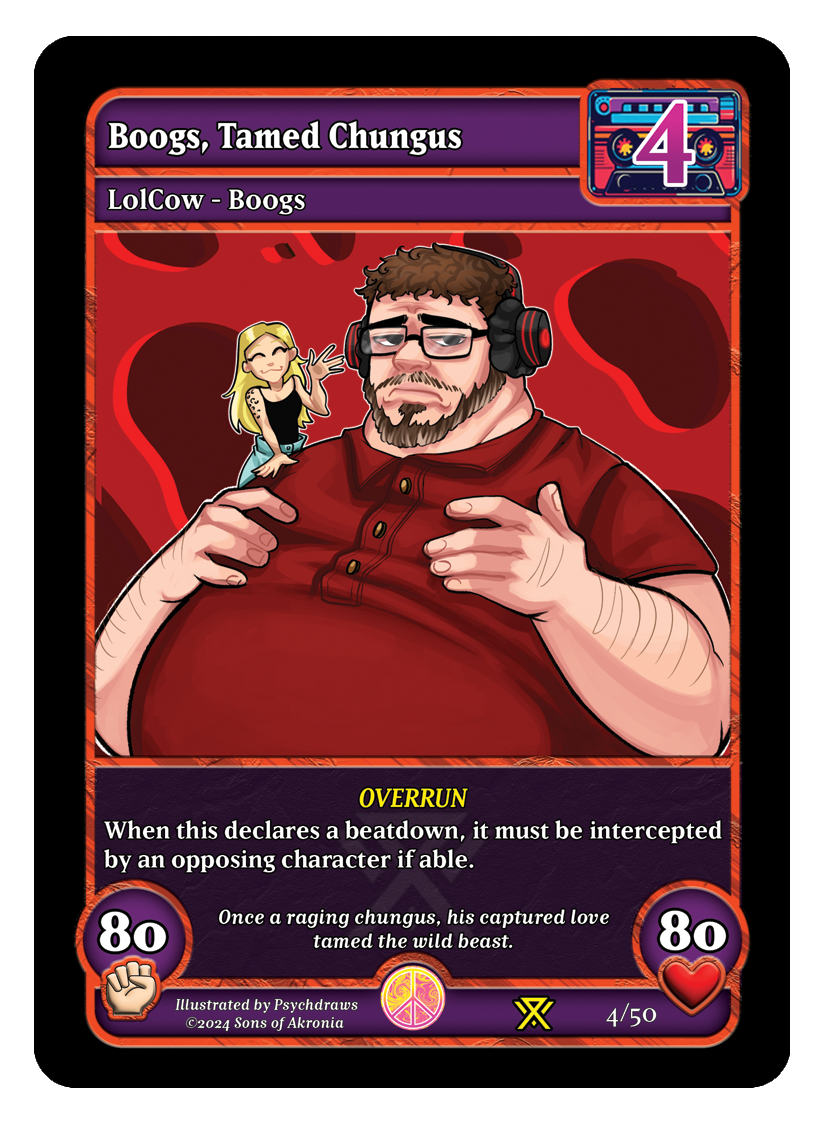 Boogs, Tamed Chungus
4
LolCow - Boogs
OVERRUN
When this declares a beatdown, it must be intercepted
by an opposing character if able.
80
Once a raging chungus, his captured love
tamed the wild beast.
80
Illustrated by Psychdraws
©2024 Sons of Akronia
4/50